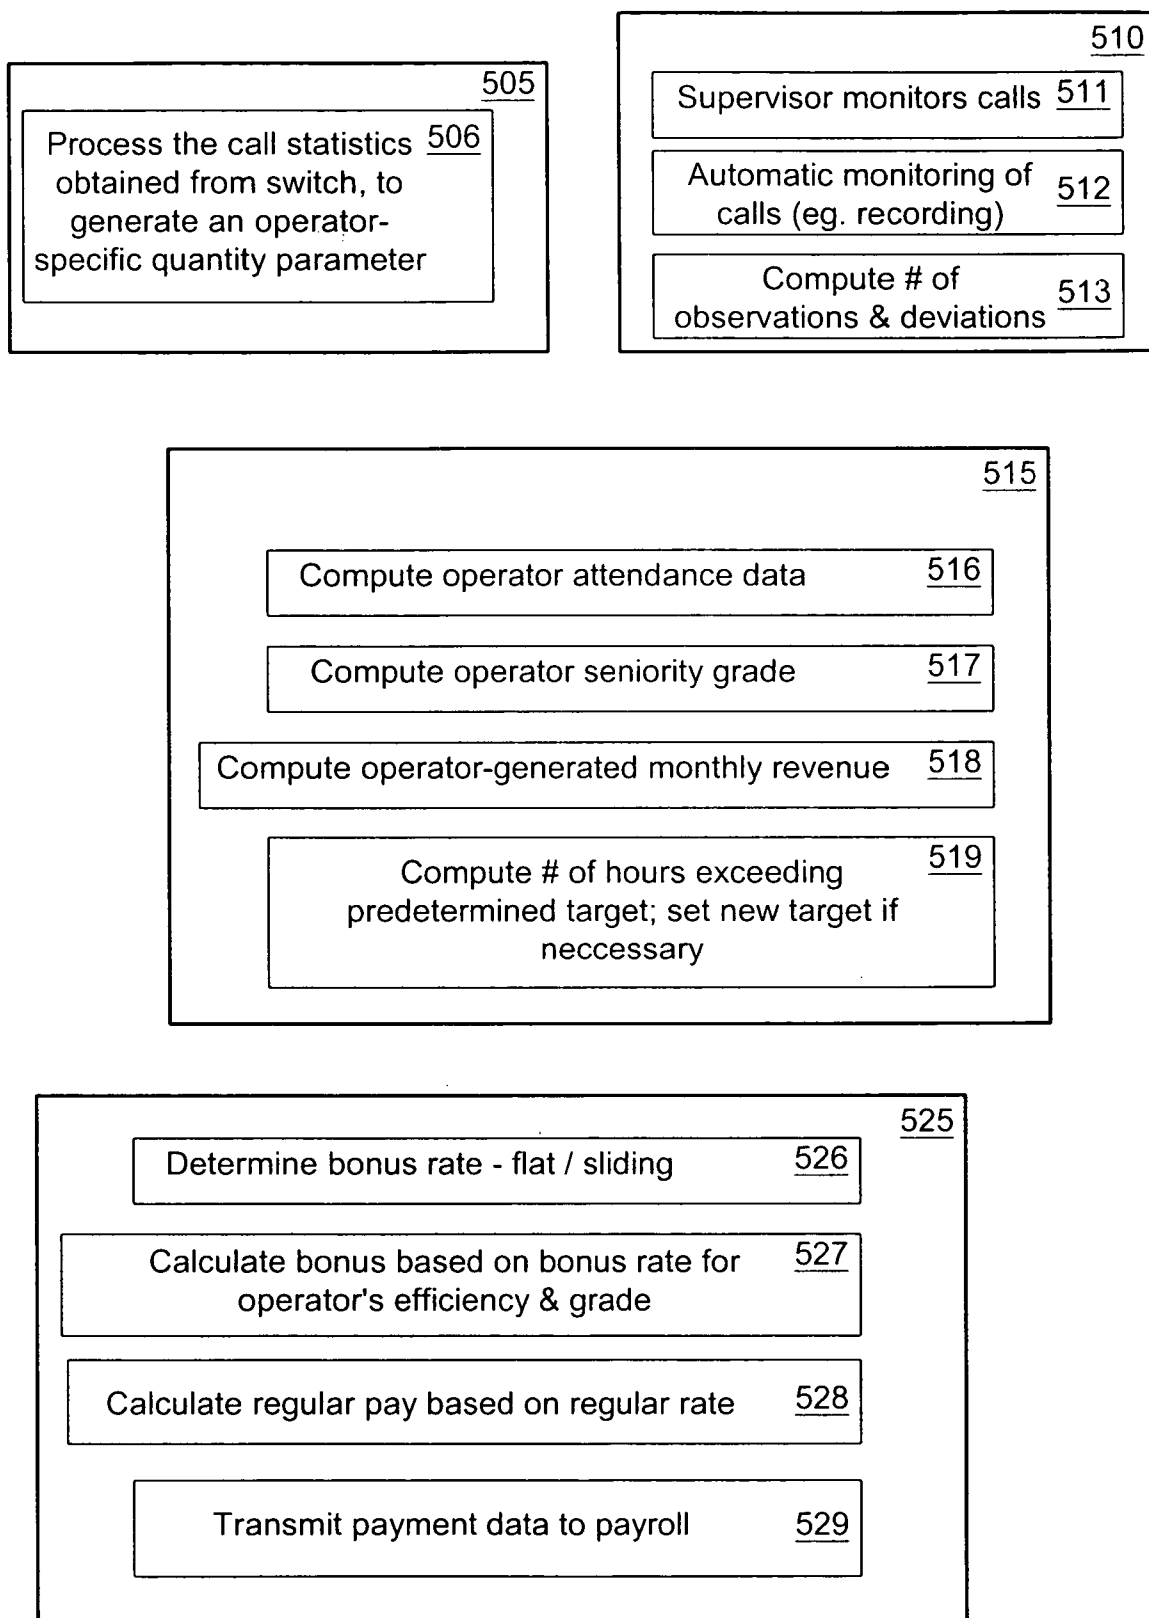 505
Process the call statistics 506
obtained from switch, to
generate an operator-
specific quantity parameter
510
Supervisor monitors calls 511
Automatic monitoring of
calls (eg. recording) 512
Compute # of
observations & deviations 513
515
Compute operator attendance data 516
Compute operator seniority grade 517
Compute operator-generated monthly revenue 518
Compute # of hours exceeding 519
predetermined target; set new target if
neccessary
525
Determine bonus rate - flat / sliding 526
Calculate bonus based on bonus rate for 527
operator's efficiency & grade
Calculate regular pay based on regular rate 528
Transmit payment data to payroll 529